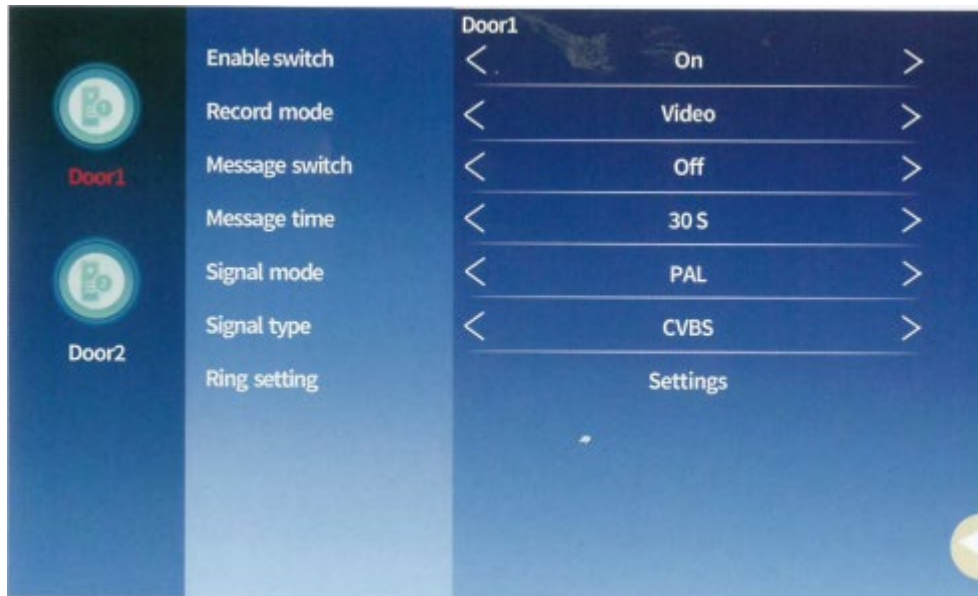 Door1
Enable switch On
Record mode Video
Message switch Off
Message time 30 S
Signal mode PAL
Signal type CVBS
Ring setting Settings
Door1
Door2